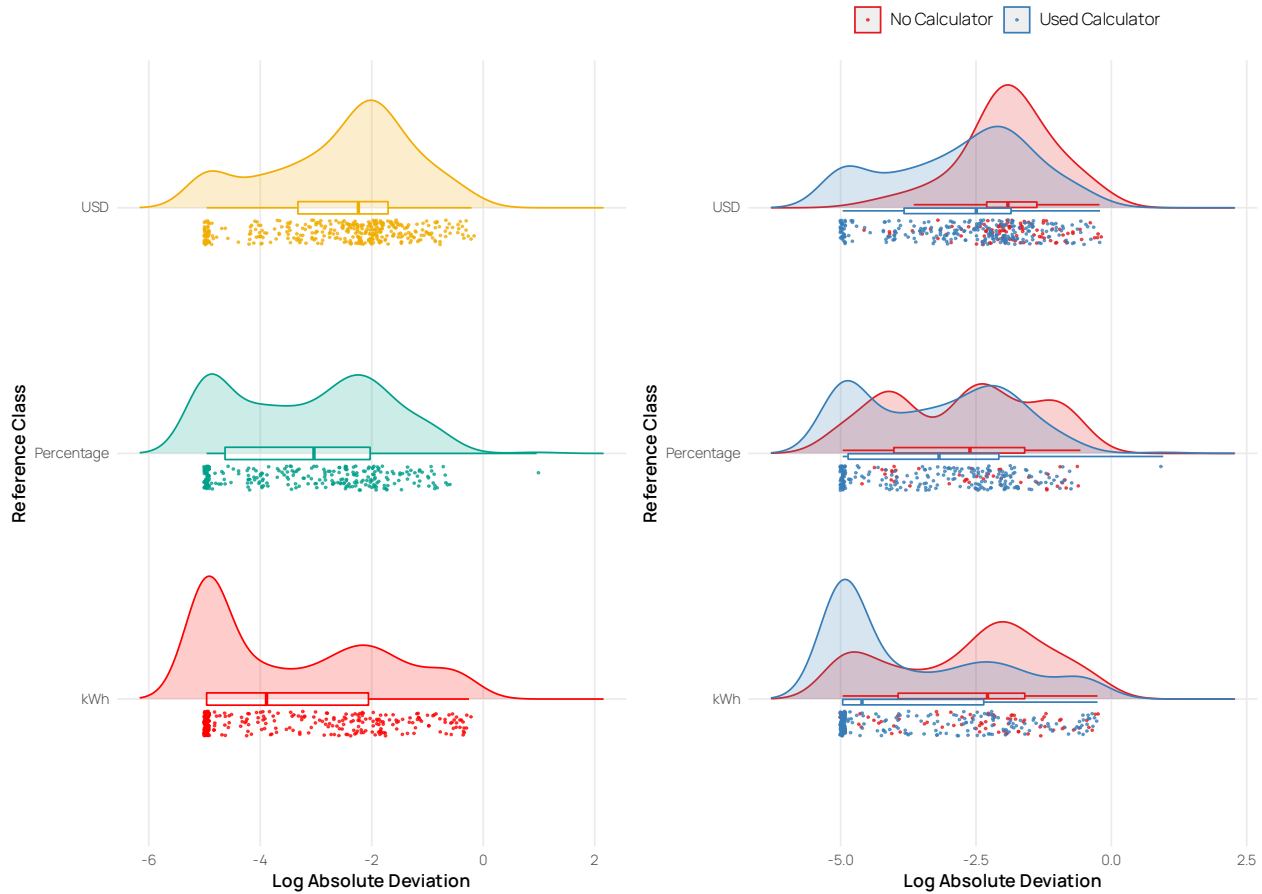 No Calculator
Used Calculator
Reference Class
USD
Percentage
kWh
-6
-4
-2
0
2
Log Absolute Deviation
Reference Class
USD
Percentage
kWh
-5.0
-2.5
0.0
2.5
Log Absolute Deviation